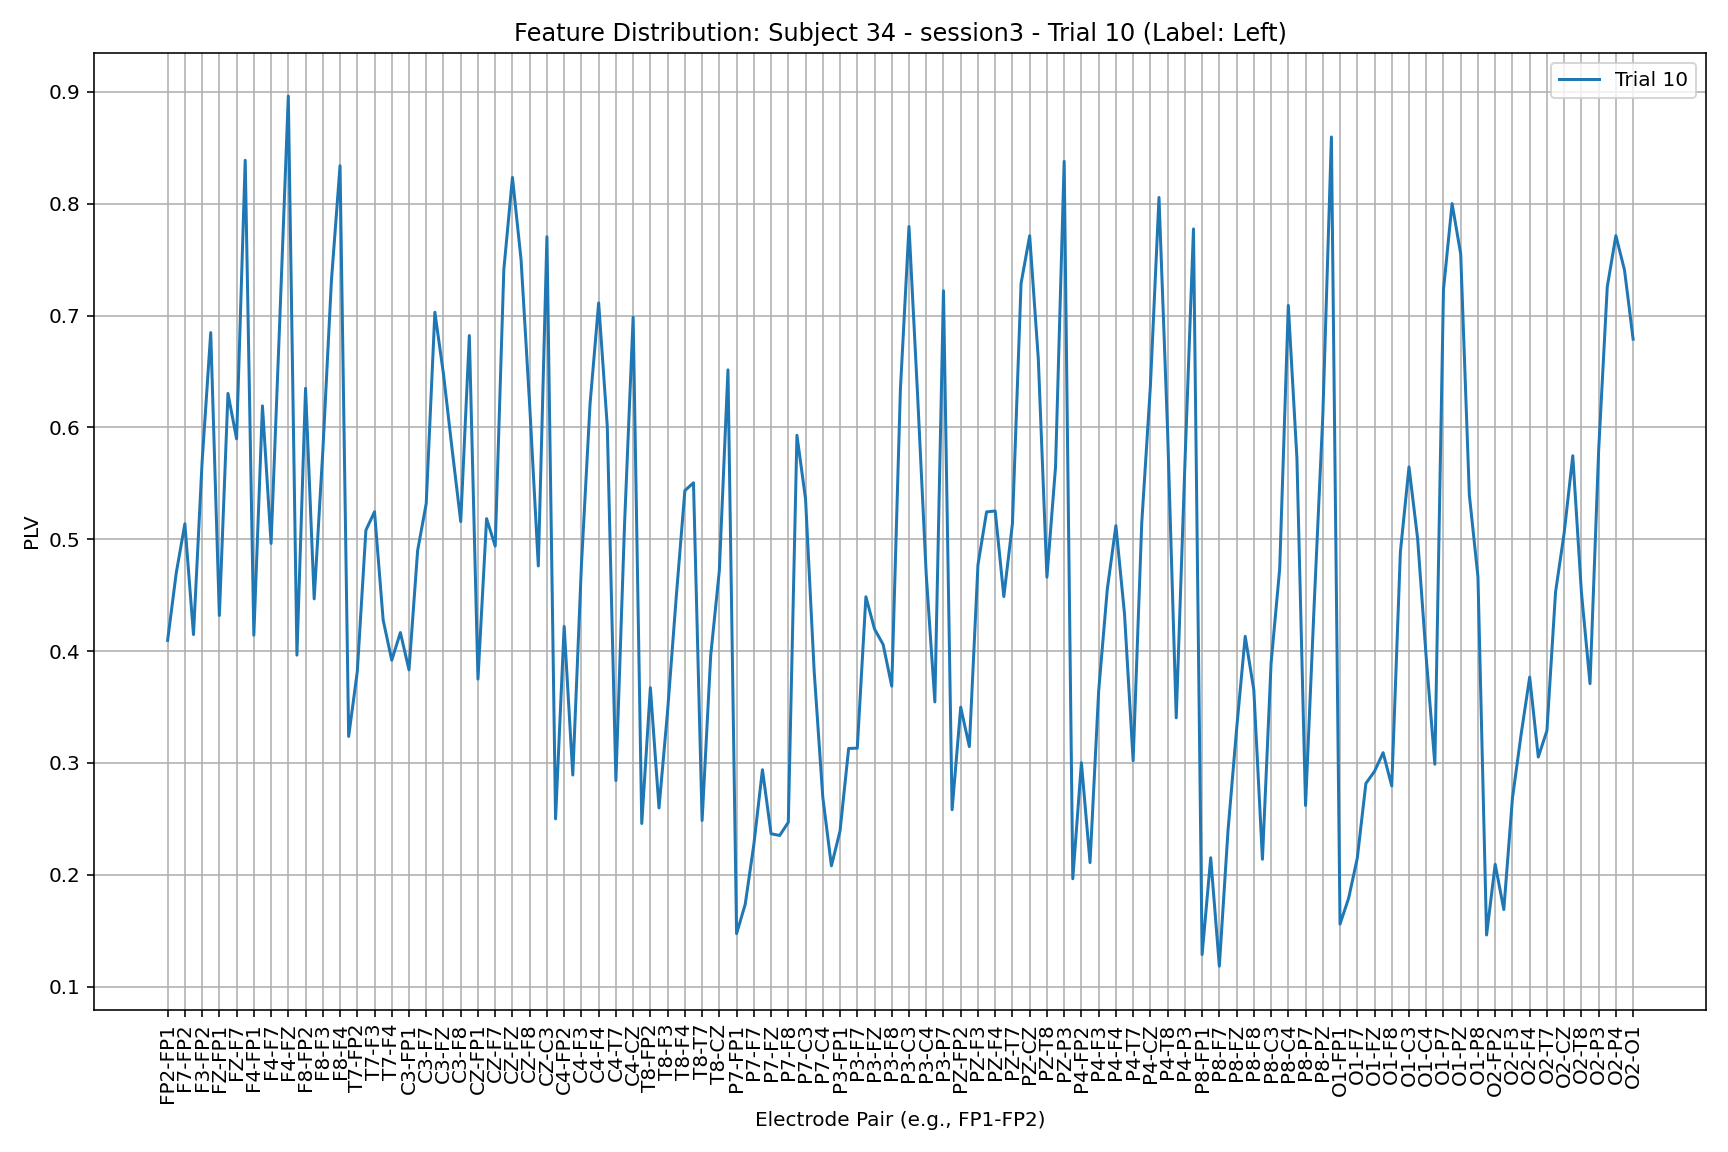 Feature Distribution: Subject 34 - session3 - Trial 10 (Label: Left)
Trial 10
0.9
0.8
0.7
0.6
0.5
0.4
0.3
0.2
0.1
PLV
FP2-FP1
F7-FP2
F3-FP2
FZ-FP1
FZ-F7
F4-FP1
F4-F7
F4-FZ
F8-FP2
F8-F3
F8-F4
T7-FP2
T7-F3
T7-F4
C3-FP1
C3-F7
C3-FZ
C3-F8
CZ-FP1
CZ-F7
CZ-FZ
CZ-F8
CZ-C3
C4-FP2
C4-F3
C4-F4
C4-T7
C4-CZ
T8-FP2
T8-F3
T8-F4
T8-T7
T8-CZ
P7-FP1
P7-F7
P7-FZ
P7-F8
P7-C3
P7-C4
P3-FP1
P3-F7
P3-FZ
P3-F8
P3-C3
P3-C4
P3-P7
PZ-FP2
PZ-F3
PZ-F4
PZ-T7
PZ-CZ
PZ-T8
PZ-P3
P4-FP2
P4-F3
P4-F4
P4-T7
P4-CZ
P4-T8
P4-P3
P8-FP1
P8-F7
P8-FZ
P8-F8
P8-C3
P8-C4
P8-P7
P8-PZ
O1-FP1
O1-F7
O1-FZ
O1-F8
O1-C3
O1-C4
O1-P7
O1-PZ
O1-P8
O2-FP2
O2-F3
O2-F4
O2-T7
O2-CZ
O2-T8
O2-P3
O2-P4
O2-O1
Electrode Pair (e.g., FP1-FP2)